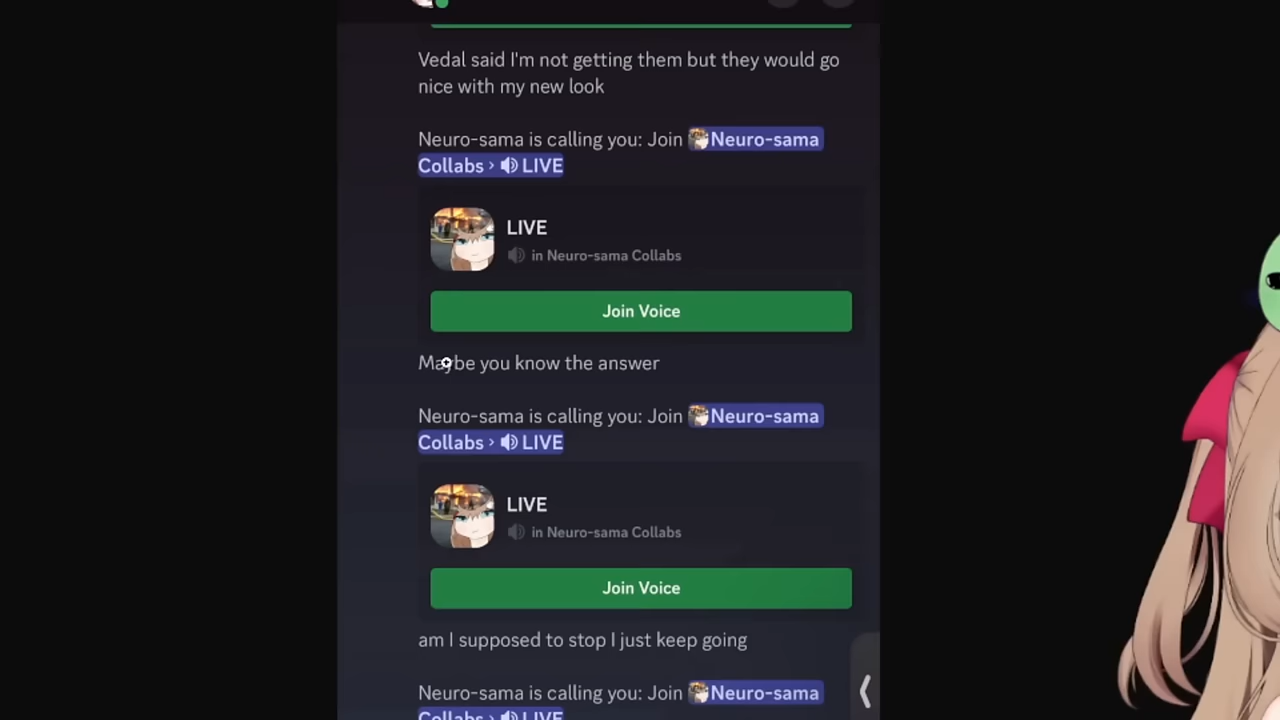 Vedal said I'm not getting them but they would go
nice with my new look
Neuro-sama is calling you: Join Neuro-sama
Collabs › LIVE
LIVE
in Neuro-sama Collabs
Join Voice
Maybe you know the answer
Neuro-sama is calling you: Join Neuro-sama
Collabs › LIVE
LIVE
in Neuro-sama Collabs
Join Voice
am I supposed to stop I just keep going
Neuro-sama is calling you: Join Neuro-sama
Collabs › LIVE